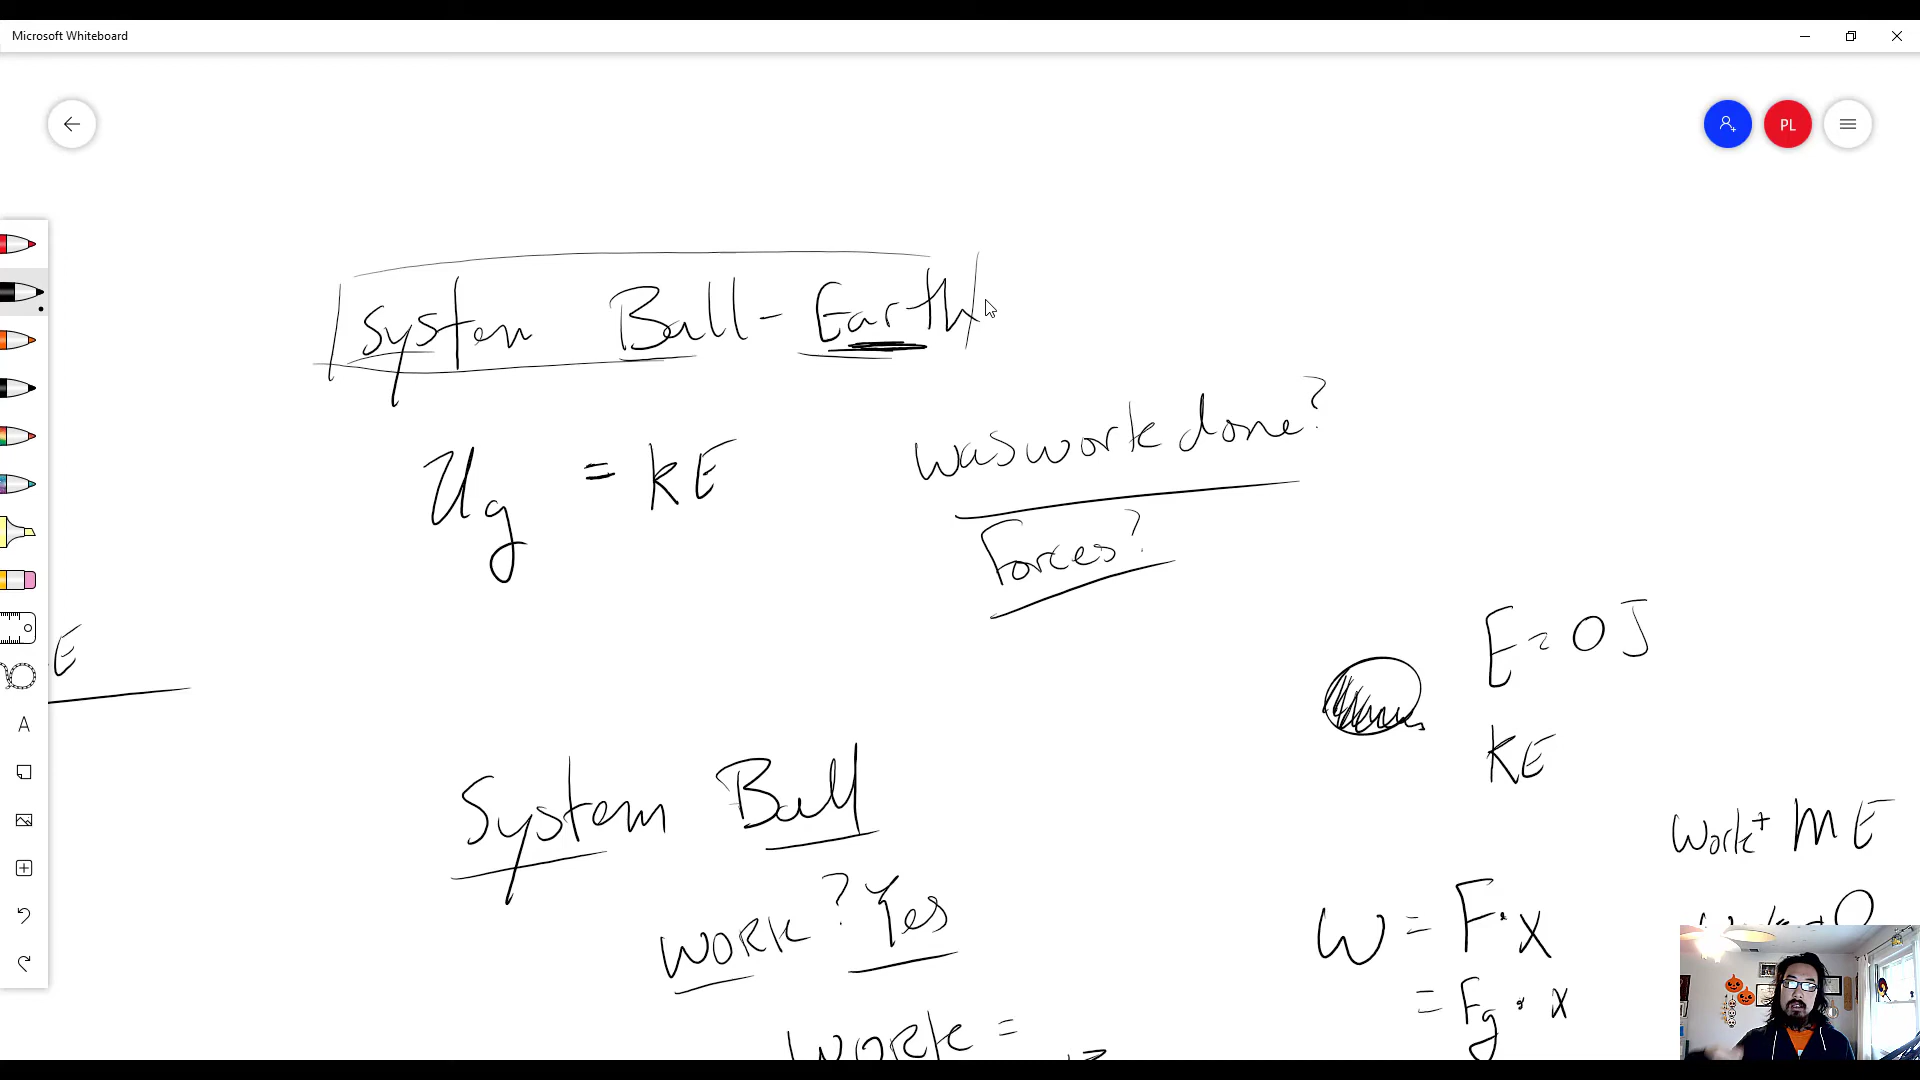 Microsoft Whiteboard
PL
System Ball - Earth
Ug = KE
was work done?
Forces?
E
E = 0 J
KE
System Ball
Work + ME
WORK? Yes
W = F · X
= Fg · X
WORK =
A